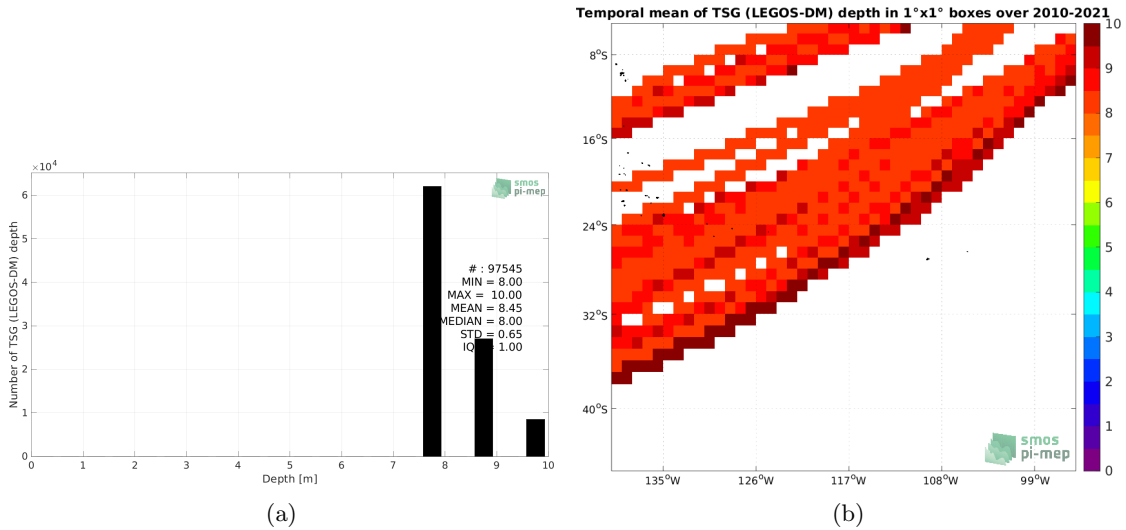 Temporal mean of TSG (LEGOS-DM) depth in 1°x1° boxes over 2010-2021
×10⁴
6
5
4
3
2
1
0
Number of TSG (LEGOS-DM) depth
smos
pi-mep
# : 97545
MIN = 8.00
MAX = 10.00
MEAN = 8.45
MEDIAN = 8.00
STD = 0.65
IQ = 1.00
0 1 2 3 4 5 6 7 8 9 10
Depth [m]
(a)
8°S
16°S
24°S
32°S
40°S
135°W 126°W 117°W 108°W 99°W
smos
pi-mep
10
9
8
7
6
5
4
3
2
1
0
(b)